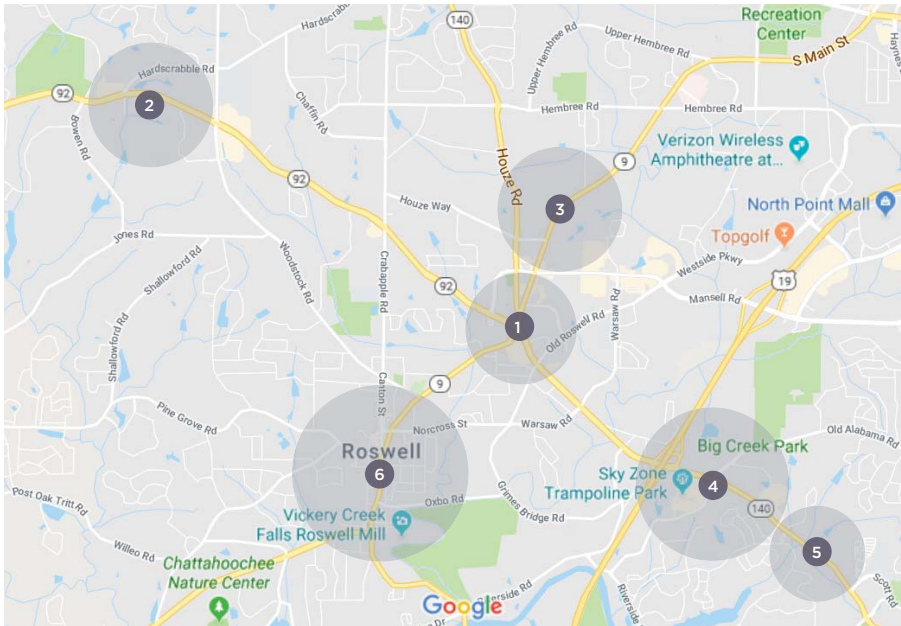 Hardscrabble
140
Upper Hembree Rd
Upper Hembree Rd
Recreation
Center
S Main St
Hardscrabble Rd
92
2
Chaffin Rd
Hembree Rd
Hembree Rd
Bowen Rd
92
Houze Rd
9
Verizon Wireless
Amphitheatre at...
Houze Way
3
North Point Mall
Topgolf
Jones Rd
Shallowford Rd
Woodstock Rd
Crabapple Rd
Westside Pkwy
19
92
Mansell Rd
1
Old Roswell Rd
Warsaw Rd
Shallowford Rd
9
Canton St
Pine Grove Rd
Norcross St
Warsaw Rd
Old Alabama Rd
Roswell
Big Creek Park
6
Sky Zone
Trampoline Park
4
Post Oak Tritt Rd
Oxbo Rd
Grimes Bridge Rd
140
Vickery Creek
Falls Roswell Mill
Willeo Rd
5
Chattahoochee
Nature Center
Scott Rd
Riverside
Google